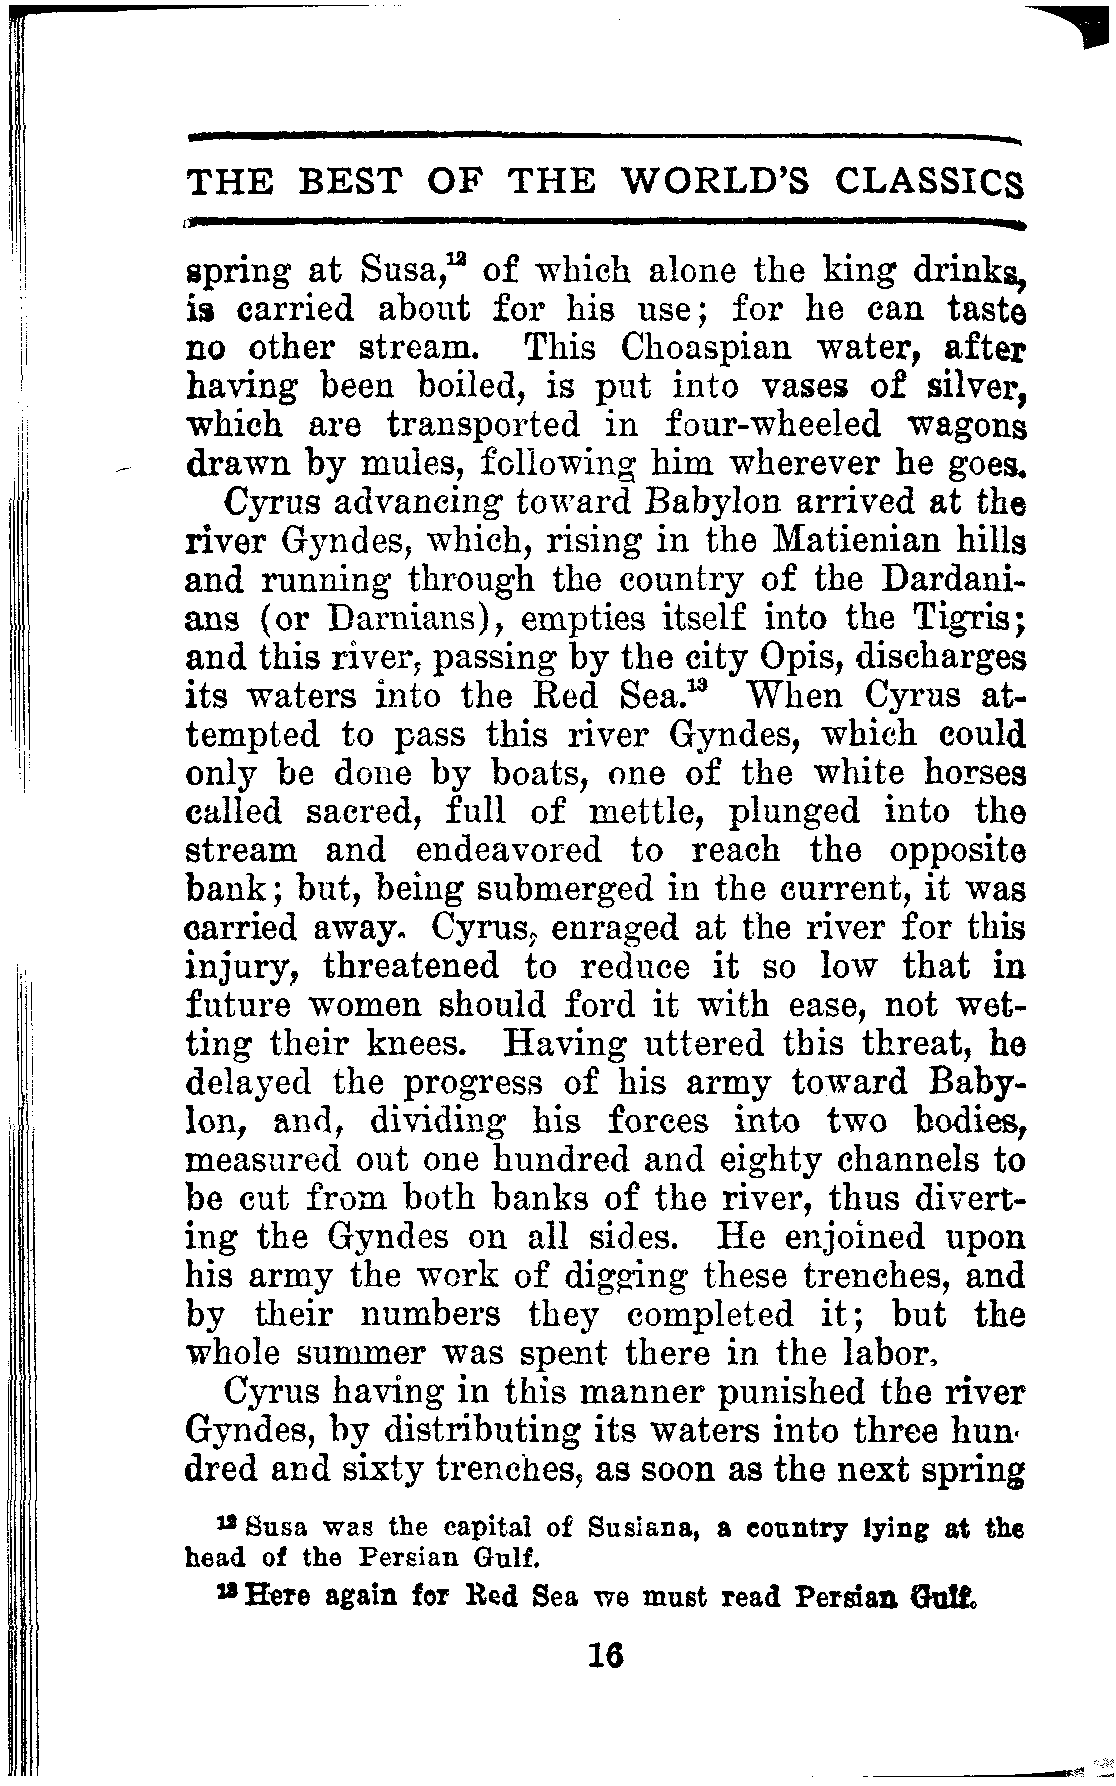 THE BEST OF THE WORLD'S CLASSICS
spring at Susa,¹² of which alone the king drinks,
is carried about for his use; for he can taste
no other stream. This Choaspian water, after
having been boiled, is put into vases of silver,
which are transported in four-wheeled wagons
drawn by mules, following him wherever he goes.
Cyrus advancing toward Babylon arrived at the
river Gyndes, which, rising in the Matienian hills
and running through the country of the Dardani-
ans (or Darnians), empties itself into the Tigris;
and this river, passing by the city Opis, discharges
its waters into the Red Sea.¹³ When Cyrus at-
tempted to pass this river Gyndes, which could
only be done by boats, one of the white horses
called sacred, full of mettle, plunged into the
stream and endeavored to reach the opposite
bank; but, being submerged in the current, it was
carried away. Cyrus, enraged at the river for this
injury, threatened to reduce it so low that in
future women should ford it with ease, not wet-
ting their knees. Having uttered this threat, he
delayed the progress of his army toward Baby-
lon, and, dividing his forces into two bodies,
measured out one hundred and eighty channels to
be cut from both banks of the river, thus divert-
ing the Gyndes on all sides. He enjoined upon
his army the work of digging these trenches, and
by their numbers they completed it; but the
whole summer was spent there in the labor.
Cyrus having in this manner punished the river
Gyndes, by distributing its waters into three hun-
dred and sixty trenches, as soon as the next spring
¹² Susa was the capital of Susiana, a country lying at the
head of the Persian Gulf.
¹³ Here again for Red Sea we must read Persian Gulf.
16